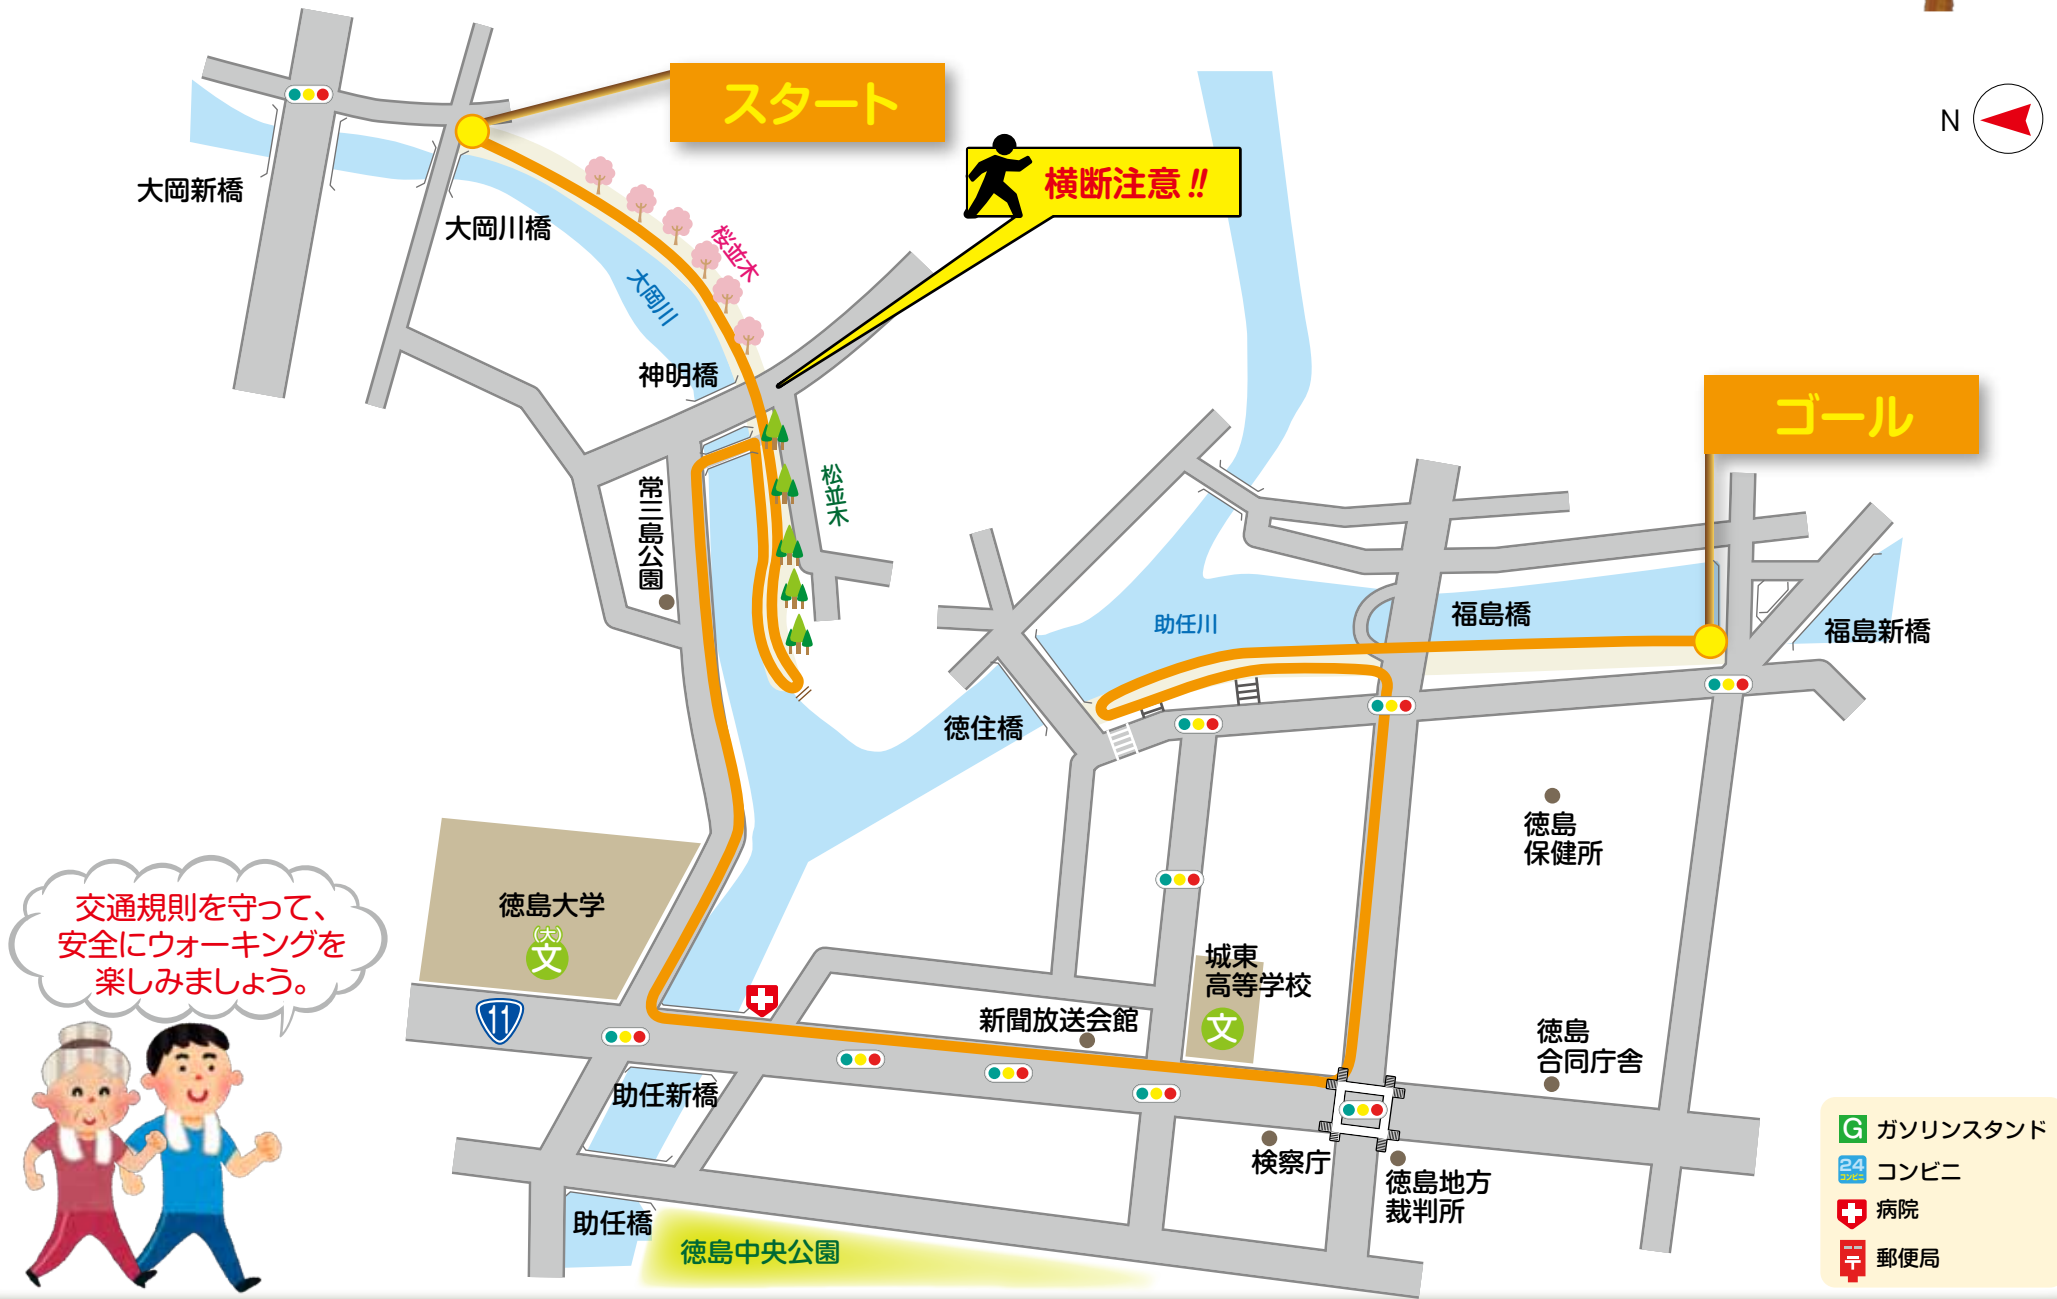 スタート
N
横断注意!!
大岡新橋
大岡川橋
桜並木
大岡川
神明橋
ゴール
松並木
常三島公園
助任川
福島橋
福島新橋
徳住橋
徳島
保健所
交通規則を守って、
安全にウォーキングを
楽しみましょう。
徳島大学
(大)
文
11
城東
高等学校
文
新聞放送会館
徳島
合同庁舎
助任新橋
検察庁
徳島地方
裁判所
助任橋
徳島中央公園
G ガソリンスタンド
24
コンビニ
コンビニ
病院
郵便局